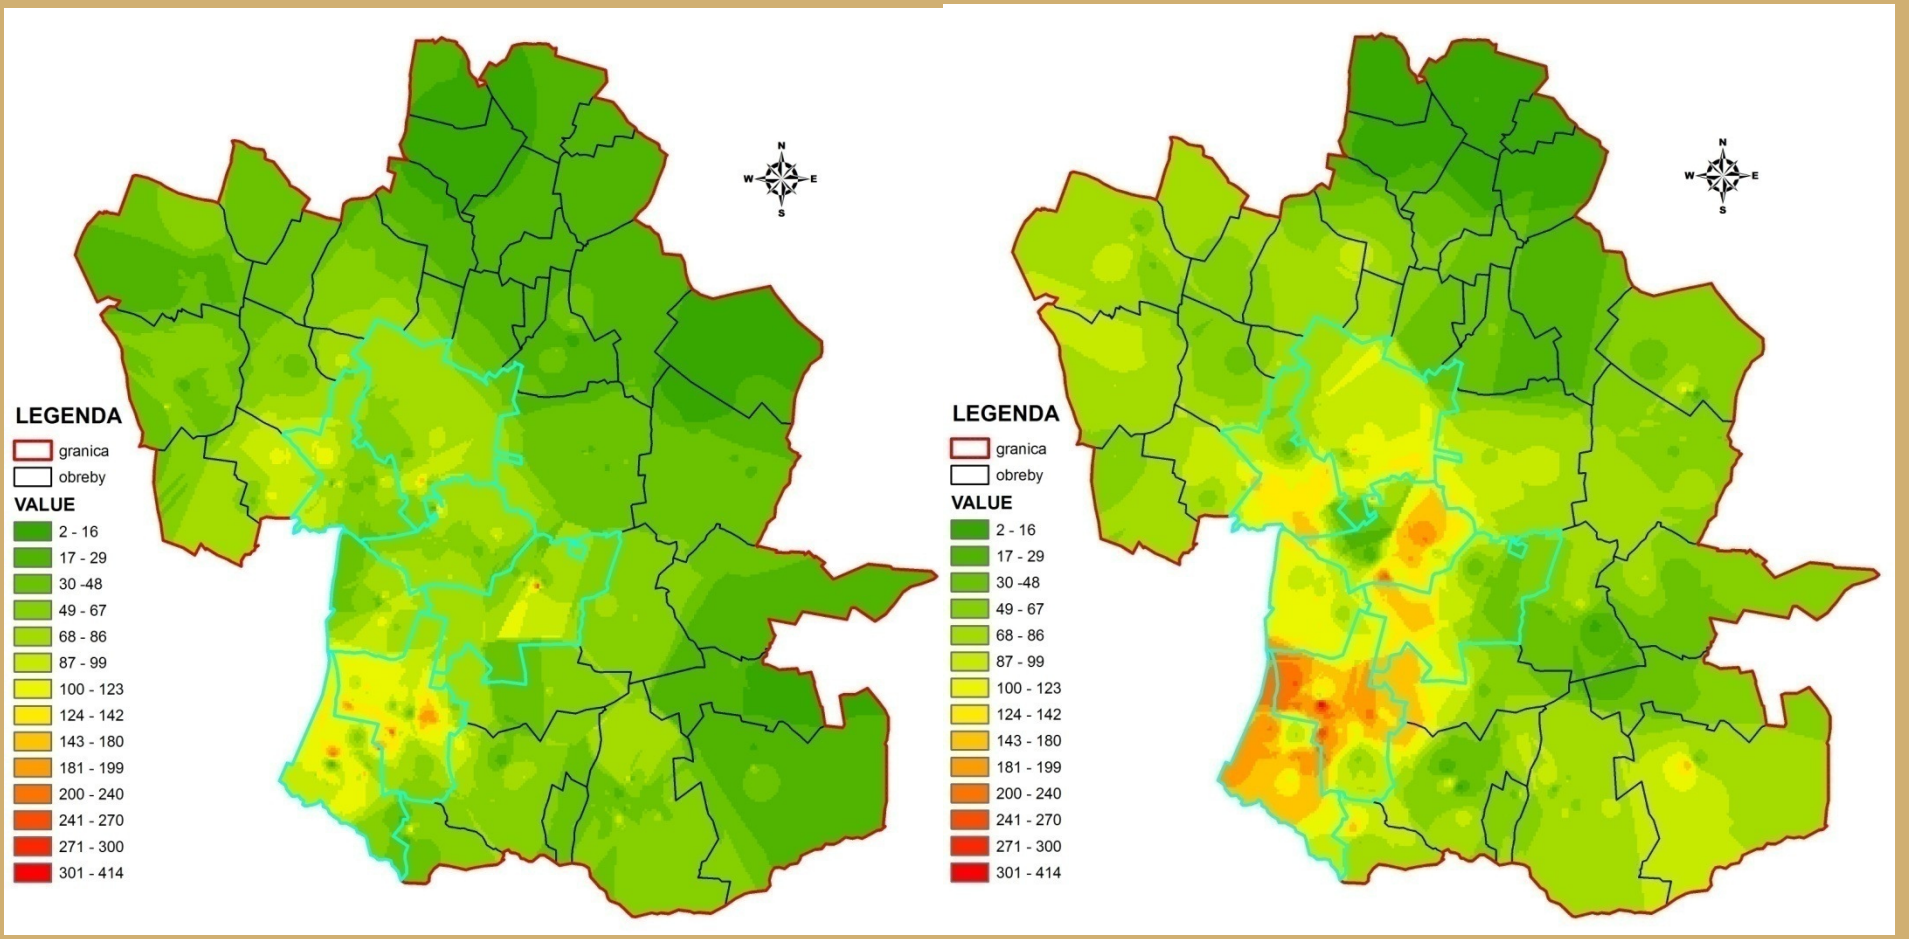 N
W E
S
LEGENDA
granica
obreby
VALUE
2 - 16
17 - 29
30 -48
49 - 67
68 - 86
87 - 99
100 - 123
124 - 142
143 - 180
181 - 199
200 - 240
241 - 270
271 - 300
301 - 414
N
W E
S
LEGENDA
granica
obreby
VALUE
2 - 16
17 - 29
30 -48
49 - 67
68 - 86
87 - 99
100 - 123
124 - 142
143 - 180
181 - 199
200 - 240
241 - 270
271 - 300
301 - 414